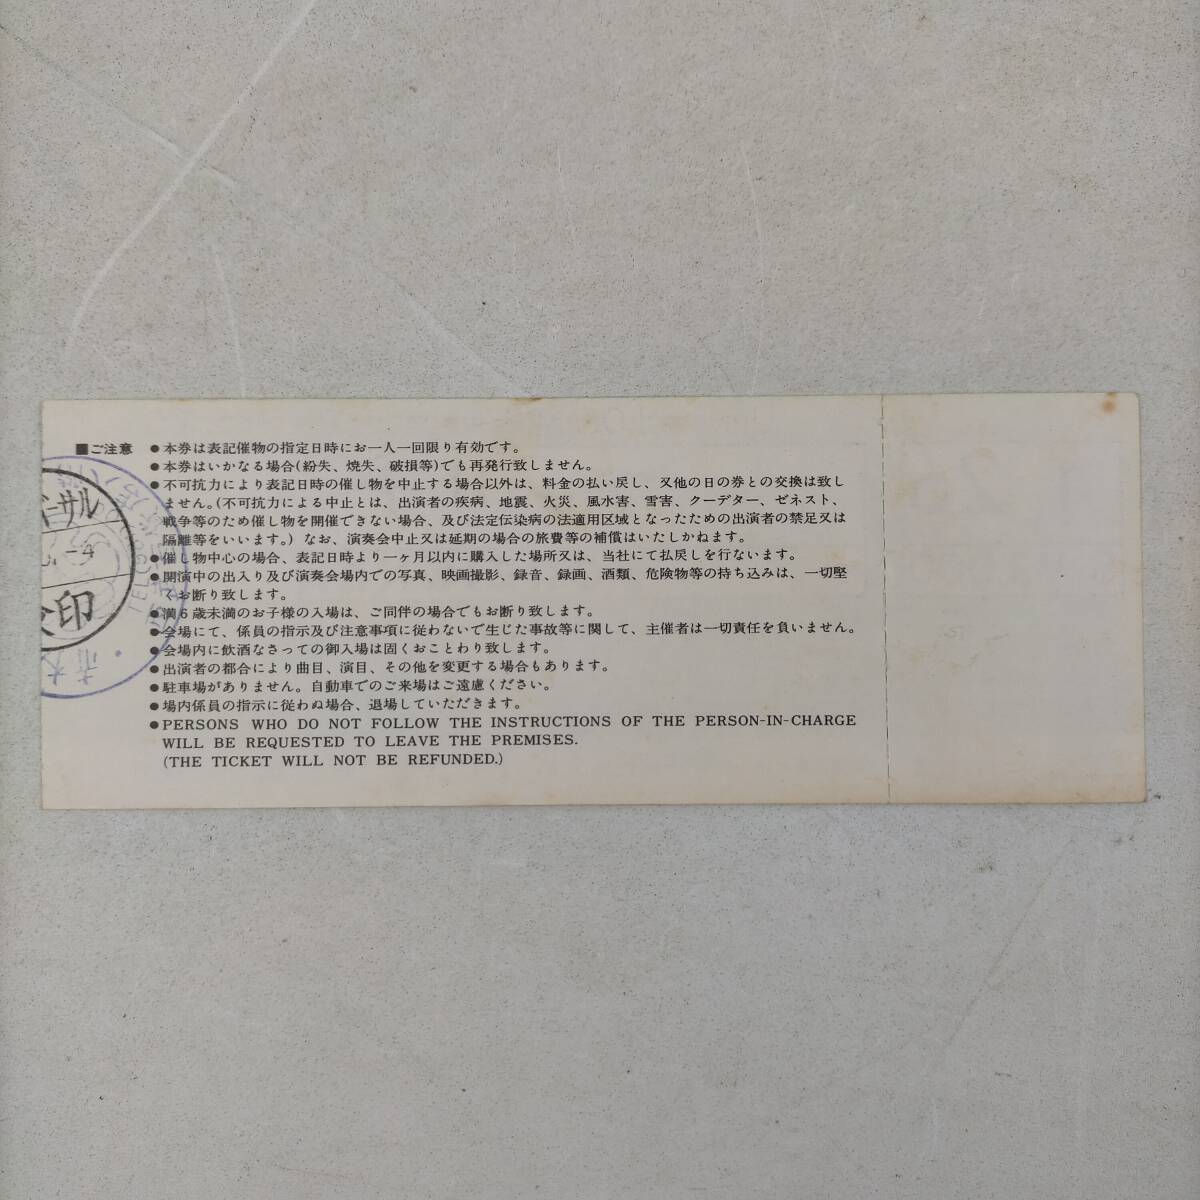 ■ご注意
●本券は表記催物の指定日時にお一人一回限り有効です。
●本券はいかなる場合(紛失、焼失、破損等)でも再発行致しません。
●不可抗力により表記日時の催し物を中止する場合以外は、料金の払い戻し、又他の日の券との交換は致し
ません。(不可抗力による中止とは、出演者の疾病、地震、火災、風水害、雪害、クーデター、ゼネスト、
戦争等のため催し物を開催できない場合、及び法定伝染病の法適用区域となったための出演者の禁足又は
隔離等をいいます。) なお、演奏会中止又は延期の場合の旅費等の補償はいたしかねます。
●催し物中心の場合、表記日時より一ヶ月以内に購入した場所又は、当社にて払戻しを行ないます。
●開演中の出入り及び演奏会場内での写真、映画撮影、録音、録画、酒類、危険物等の持ち込みは、一切堅
くお断り致します。
●満6歳未満のお子様の入場は、ご同伴の場合でもお断り致します。
●会場にて、係員の指示及び注意事項に従わないで生じた事故等に関して、主催者は一切責任を負いません。
●会場内に飲酒なさっての御入場は固くおことわり致します。
●出演者の都合により曲目、演目、その他を変更する場合もあります。
●駐車場がありません。自動車でのご来場はご遠慮ください。
●場内係員の指示に従わぬ場合、退場していただきます。
●PERSONS WHO DO NOT FOLLOW THE INSTRUCTIONS OF THE PERSON-IN-CHARGE
WILL BE REQUESTED TO LEAVE THE PREMISES.
(THE TICKET WILL NOT BE REFUNDED.)
ーサル
-4
印